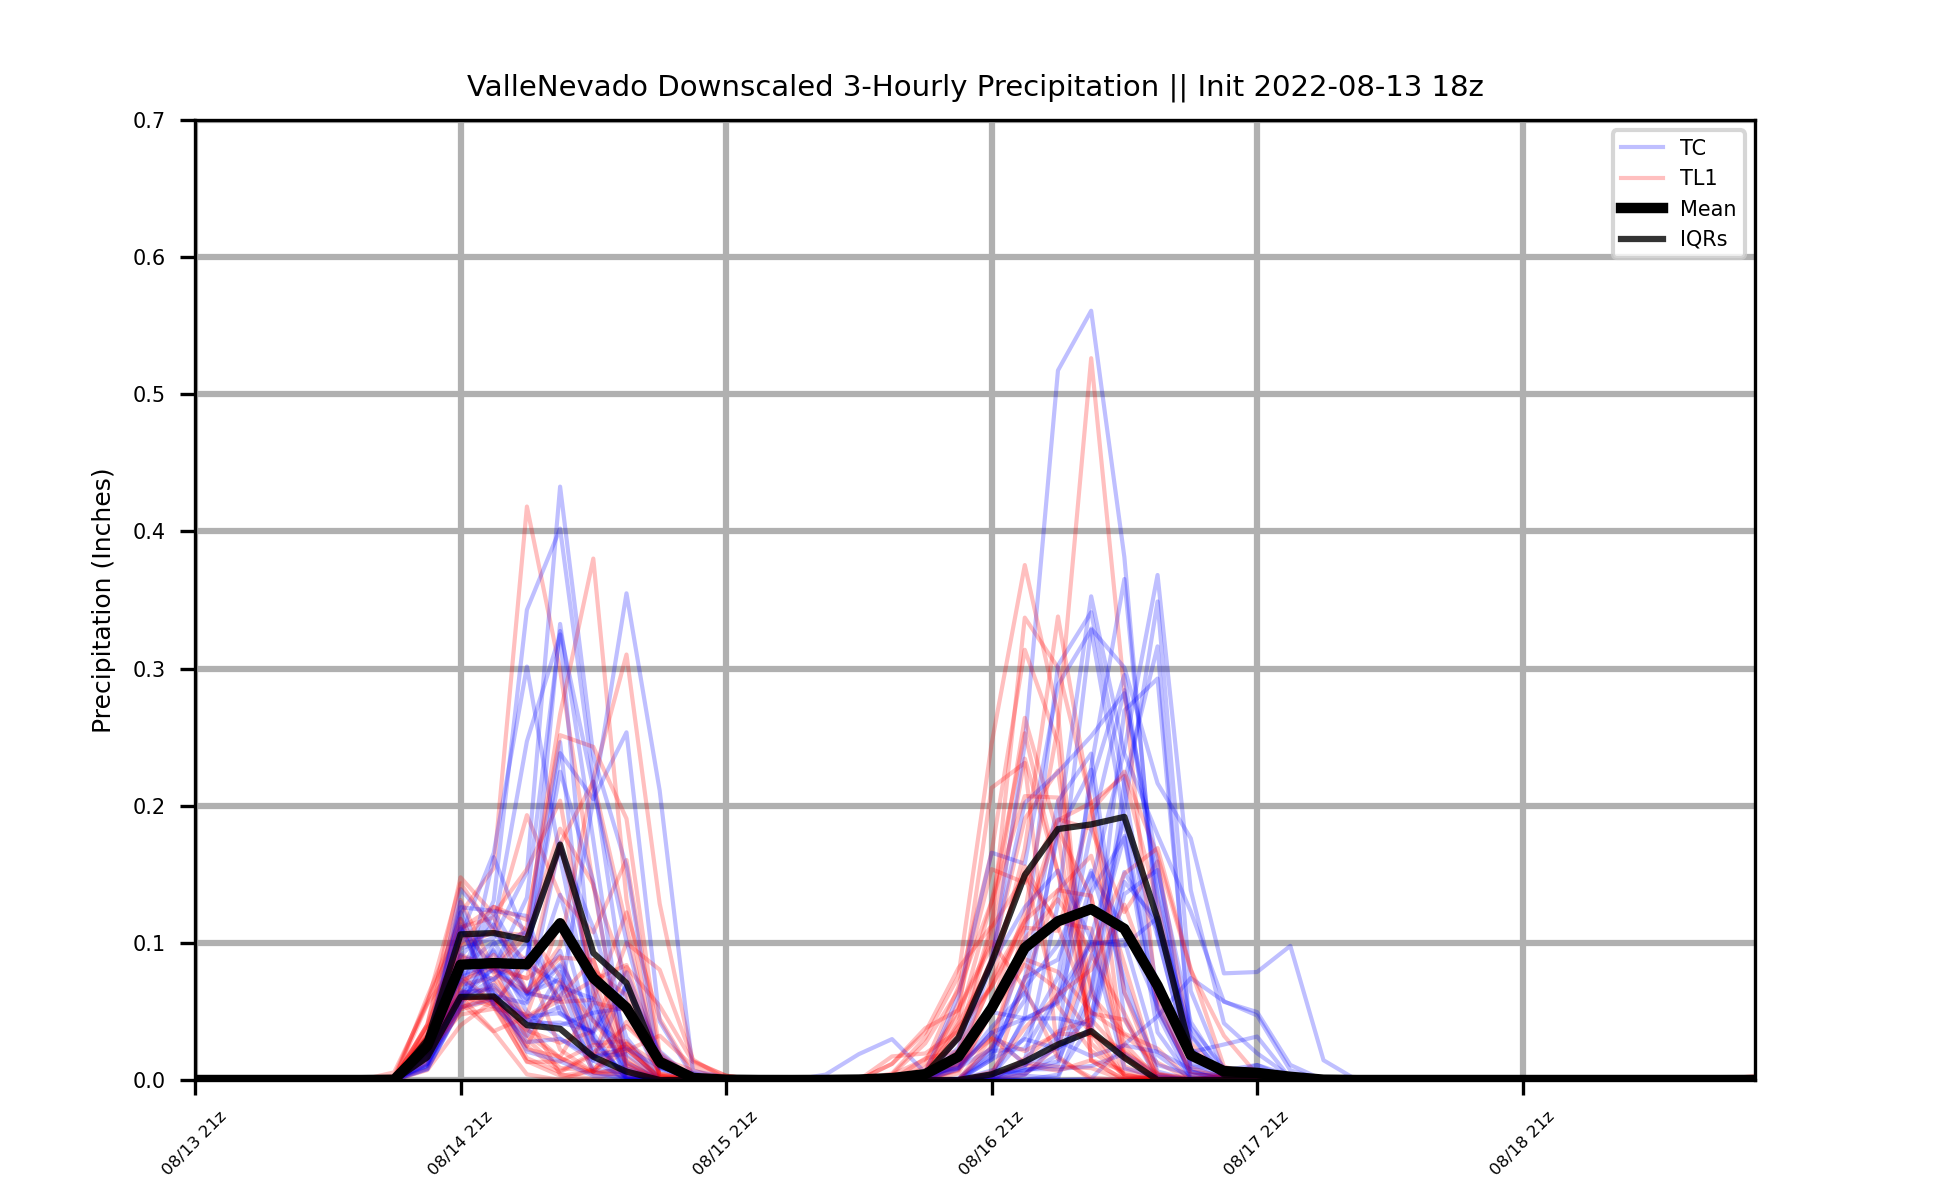 ValleNevado Downscaled 3-Hourly Precipitation || Init 2022-08-13 18z
TC
TL1
Mean
IQRs
Precipitation (Inches)
0.7
0.6
0.5
0.4
0.3
0.2
0.1
0.0
08/13 21z
08/14 21z
08/15 21z
08/16 21z
08/17 21z
08/18 21z